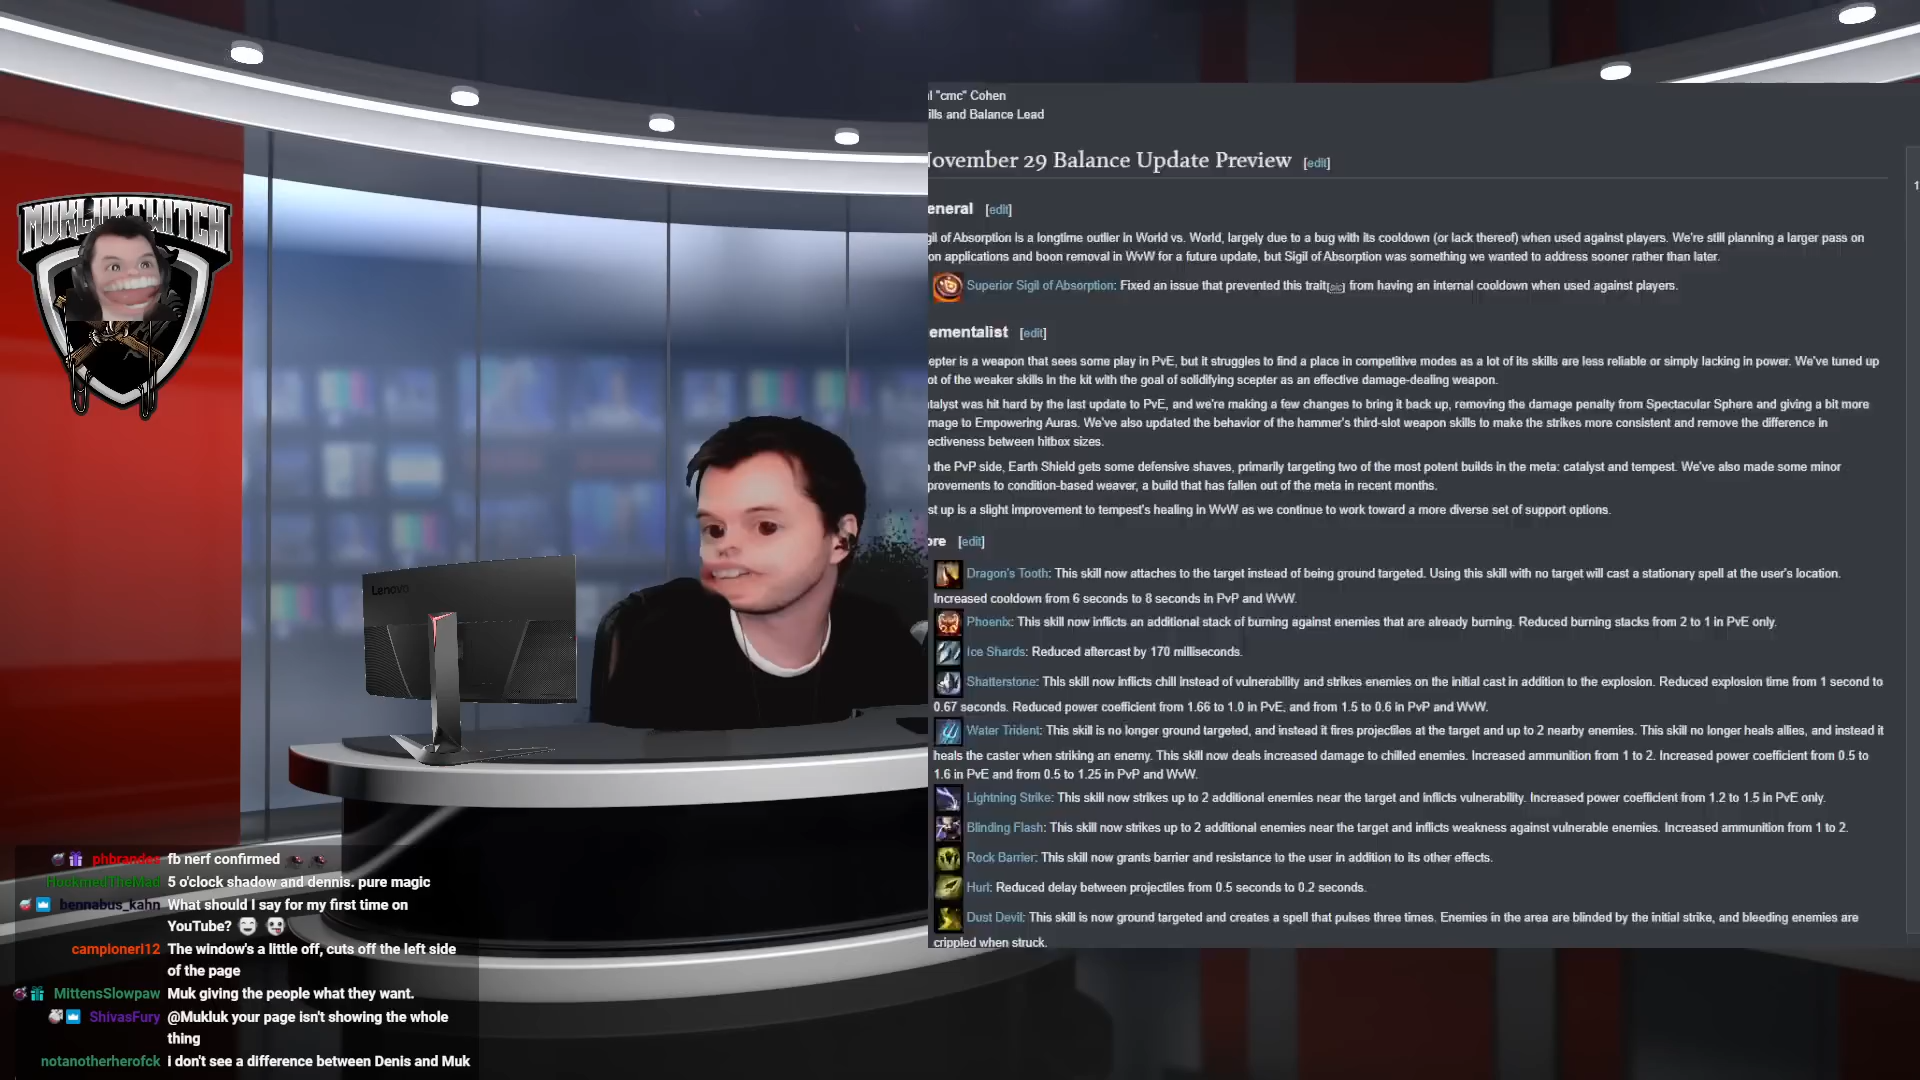 MUKLUKTWITCH
Lenovo
l "cmc" Cohen
ills and Balance Lead
ovember 29 Balance Update Preview [edit]
eneral [edit]
gil of Absorption is a longtime outlier in World vs. World, largely due to a bug with its cooldown (or lack thereof) when used against players. We're still planning a larger pass on
on applications and boon removal in WvW for a future update, but Sigil of Absorption was something we wanted to address sooner rather than later.
Superior Sigil of Absorption: Fixed an issue that prevented this trait[sic] from having an internal cooldown when used against players.
ementalist [edit]
epter is a weapon that sees some play in PvE, but it struggles to find a place in competitive modes as a lot of its skills are less reliable or simply lacking in power. We've tuned up
ot of the weaker skills in the kit with the goal of solidifying scepter as an effective damage-dealing weapon.
atalyst was hit hard by the last update to PvE, and we're making a few changes to bring it back up, removing the damage penalty from Spectacular Sphere and giving a bit more
mage to Empowering Auras. We've also updated the behavior of the hammer's third-slot weapon skills to make the strikes more consistent and remove the difference in
ectiveness between hitbox sizes.
n the PvP side, Earth Shield gets some defensive shaves, primarily targeting two of the most potent builds in the meta: catalyst and tempest. We've also made some minor
provements to condition-based weaver, a build that has fallen out of the meta in recent months.
st up is a slight improvement to tempest's healing in WvW as we continue to work toward a more diverse set of support options.
ore [edit]
Dragon's Tooth: This skill now attaches to the target instead of being ground targeted. Using this skill with no target will cast a stationary spell at the user's location.
Increased cooldown from 6 seconds to 8 seconds in PvP and WvW.
Phoenix: This skill now inflicts an additional stack of burning against enemies that are already burning. Reduced burning stacks from 2 to 1 in PvE only.
Ice Shards: Reduced aftercast by 170 milliseconds.
Shatterstone: This skill now inflicts chill instead of vulnerability and strikes enemies on the initial cast in addition to the explosion. Reduced explosion time from 1 second to
0.67 seconds. Reduced power coefficient from 1.66 to 1.0 in PvE, and from 1.5 to 0.6 in PvP and WvW.
Water Trident: This skill is no longer ground targeted, and instead it fires projectiles at the target and up to 2 nearby enemies. This skill no longer heals allies, and instead it
heals the caster when striking an enemy. This skill now deals increased damage to chilled enemies. Increased ammunition from 1 to 2. Increased power coefficient from 0.5 to
1.6 in PvE and from 0.5 to 1.25 in PvP and WvW.
Lightning Strike: This skill now strikes up to 2 additional enemies near the target and inflicts vulnerability. Increased power coefficient from 1.2 to 1.5 in PvE only.
Blinding Flash: This skill now strikes up to 2 additional enemies near the target and inflicts weakness against vulnerable enemies. Increased ammunition from 1 to 2.
Rock Barrier: This skill now grants barrier and resistance to the user in addition to its other effects.
Hurl: Reduced delay between projectiles from 0.5 seconds to 0.2 seconds.
Dust Devil: This skill is now ground targeted and creates a spell that pulses three times. Enemies in the area are blinded by the initial strike, and bleeding enemies are
crippled when struck.
1
phbrandes fb nerf confirmed
HookmedTheMad 5 o'clock shadow and dennis. pure magic
bennabus_kahn What should I say for my first time on
YouTube?
campioneri12 The window's a little off, cuts off the left side
of the page
MittensSlowpaw Muk giving the people what they want.
ShivasFury @Mukluk your page isn't showing the whole
thing
notanotherherofck i don't see a difference between Denis and Muk